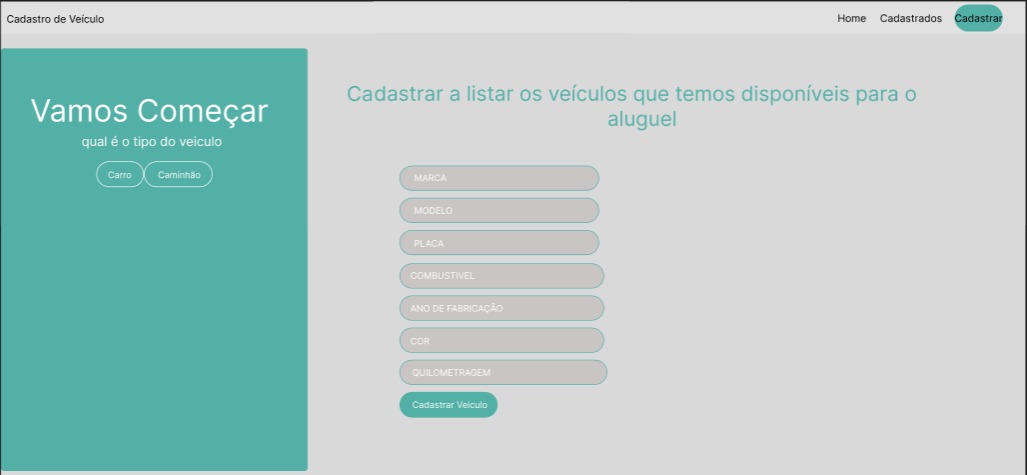 Cadastro de Veículo
Home Cadastrados Cadastrar
Vamos Começar
qual é o tipo do veiculo
Carro Caminhão
Cadastrar a listar os veículos que temos disponíveis para o
aluguel
MARCA
MODELO
PLACA
COMBUSTIVEL
ANO DE FABRICAÇÃO
COR
QUILOMETRAGEM
Cadastrar Veiculo